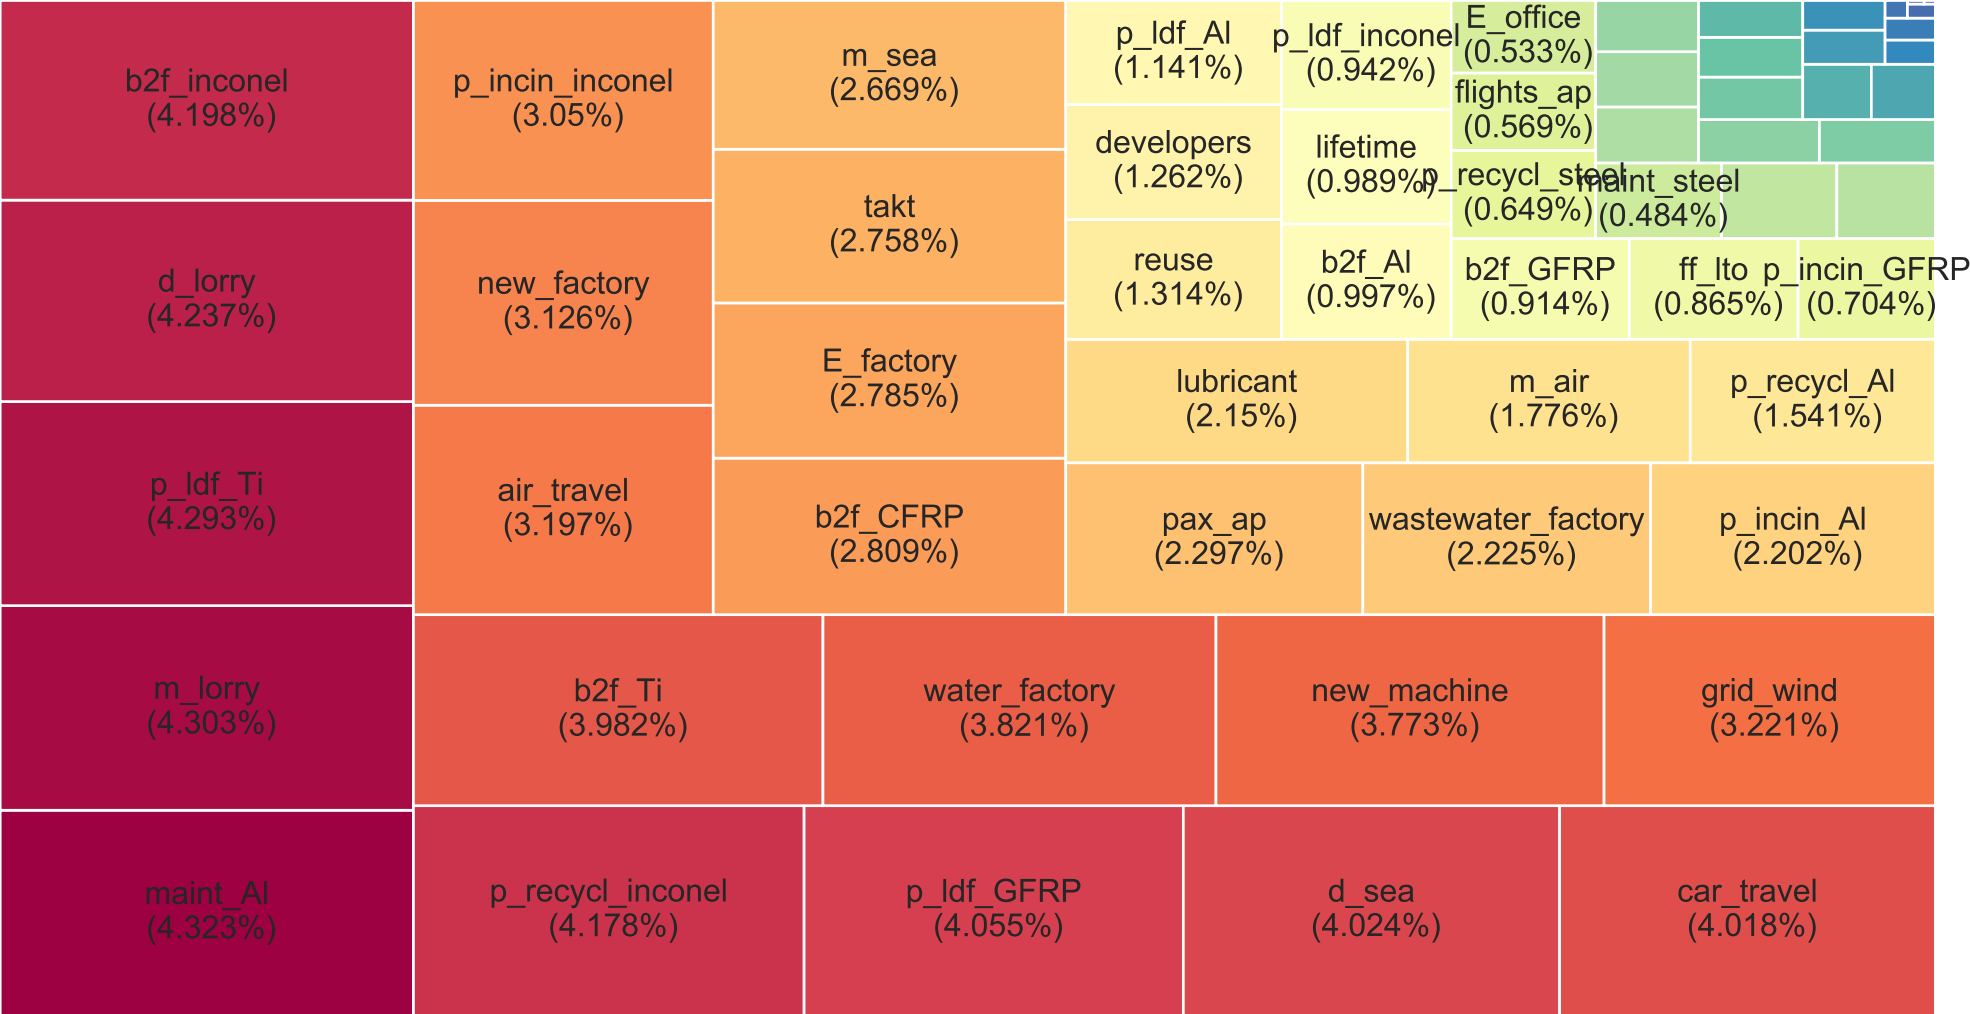 b2f_inconel
(4.198%)
d_lorry
(4.237%)
p_ldf_Ti
(4.293%)
m_lorry
(4.303%)
maint_Al
(4.323%)
p_incin_inconel
(3.05%)
new_factory
(3.126%)
air_travel
(3.197%)
m_sea
(2.669%)
takt
(2.758%)
E_factory
(2.785%)
b2f_CFRP
(2.809%)
p_ldf_Al
(1.141%)
developers
(1.262%)
reuse
(1.314%)
p_ldf_inconel
(0.942%)
lifetime
(0.989%)
b2f_Al
(0.997%)
E_office
(0.533%)
flights_ap
(0.569%)
p_recycl_steel
(0.649%)
maint_steel
(0.484%)
b2f_GFRP
(0.914%)
ff_lto
(0.865%)
p_incin_GFRP
(0.704%)
lubricant
(2.15%)
m_air
(1.776%)
p_recycl_Al
(1.541%)
pax_ap
(2.297%)
wastewater_factory
(2.225%)
p_incin_Al
(2.202%)
b2f_Ti
(3.982%)
water_factory
(3.821%)
new_machine
(3.773%)
grid_wind
(3.221%)
p_recycl_inconel
(4.178%)
p_ldf_GFRP
(4.055%)
d_sea
(4.024%)
car_travel
(4.018%)